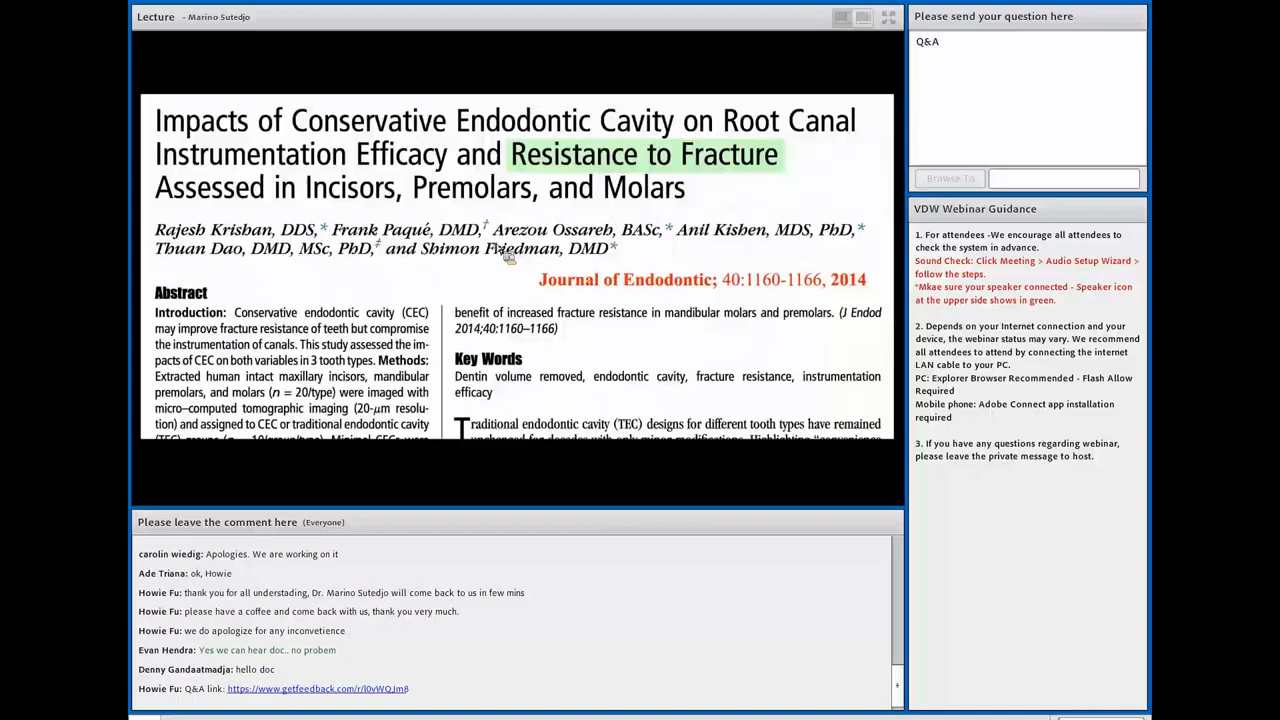 Lecture - Marino Sutedjo
Impacts of Conservative Endodontic Cavity on Root Canal
Instrumentation Efficacy and Resistance to Fracture
Assessed in Incisors, Premolars, and Molars
Rajesh Krishan, DDS,* Frank Paqué, DMD,† Arezou Ossareh, BASc,* Anil Kishen, MDS, PhD,*
Thuan Dao, DMD, MSc, PhD,‡ and Shimon Friedman, DMD*
Journal of Endodontic; 40:1160-1166, 2014
Abstract
Introduction: Conservative endodontic cavity (CEC)
may improve fracture resistance of teeth but compromise
the instrumentation of canals. This study assessed the im-
pacts of CEC on both variables in 3 tooth types. Methods:
Extracted human intact maxillary incisors, mandibular
premolars, and molars (n = 20/type) were imaged with
micro–computed tomographic imaging (20-μm resolu-
tion) and assigned to CEC or traditional endodontic cavity
benefit of increased fracture resistance in mandibular molars and premolars. (J Endod
2014;40:1160–1166)
Key Words
Dentin volume removed, endodontic cavity, fracture resistance, instrumentation
efficacy
Traditional endodontic cavity (TEC) designs for different tooth types have remained
Please leave the comment here (Everyone)
carolin wiedig: Apologies. We are working on it
Ade Triana: ok, Howie
Howie Fu: thank you for all understading, Dr. Marino Sutedjo will come back to us in few mins
Howie Fu: please have a coffee and come back with us, thank you very much.
Howie Fu: we do apologize for any inconvetience
Evan Hendra: Yes we can hear doc.. no probem
Denny Gandaatmadja: hello doc
Howie Fu: Q&A link: https://www.getfeedback.com/r/l0vWQJm8
Please send your question here
Q&A
Browse To
VDW Webinar Guidance
1. For attendees -We encourage all attendees to
check the system in advance.
Sound Check: Click Meeting > Audio Setup Wizard >
follow the steps.
*Mkae sure your speaker connected - Speaker icon
at the upper side shows in green.
2. Depends on your Internet connection and your
device, the webinar status may vary. We recommend
all attendees to attend by connecting the internet
LAN cable to your PC.
PC: Explorer Browser Recommended - Flash Allow
Required
Mobile phone: Adobe Connect app installation
required
3. If you have any questions regarding webinar,
please leave the private message to host.